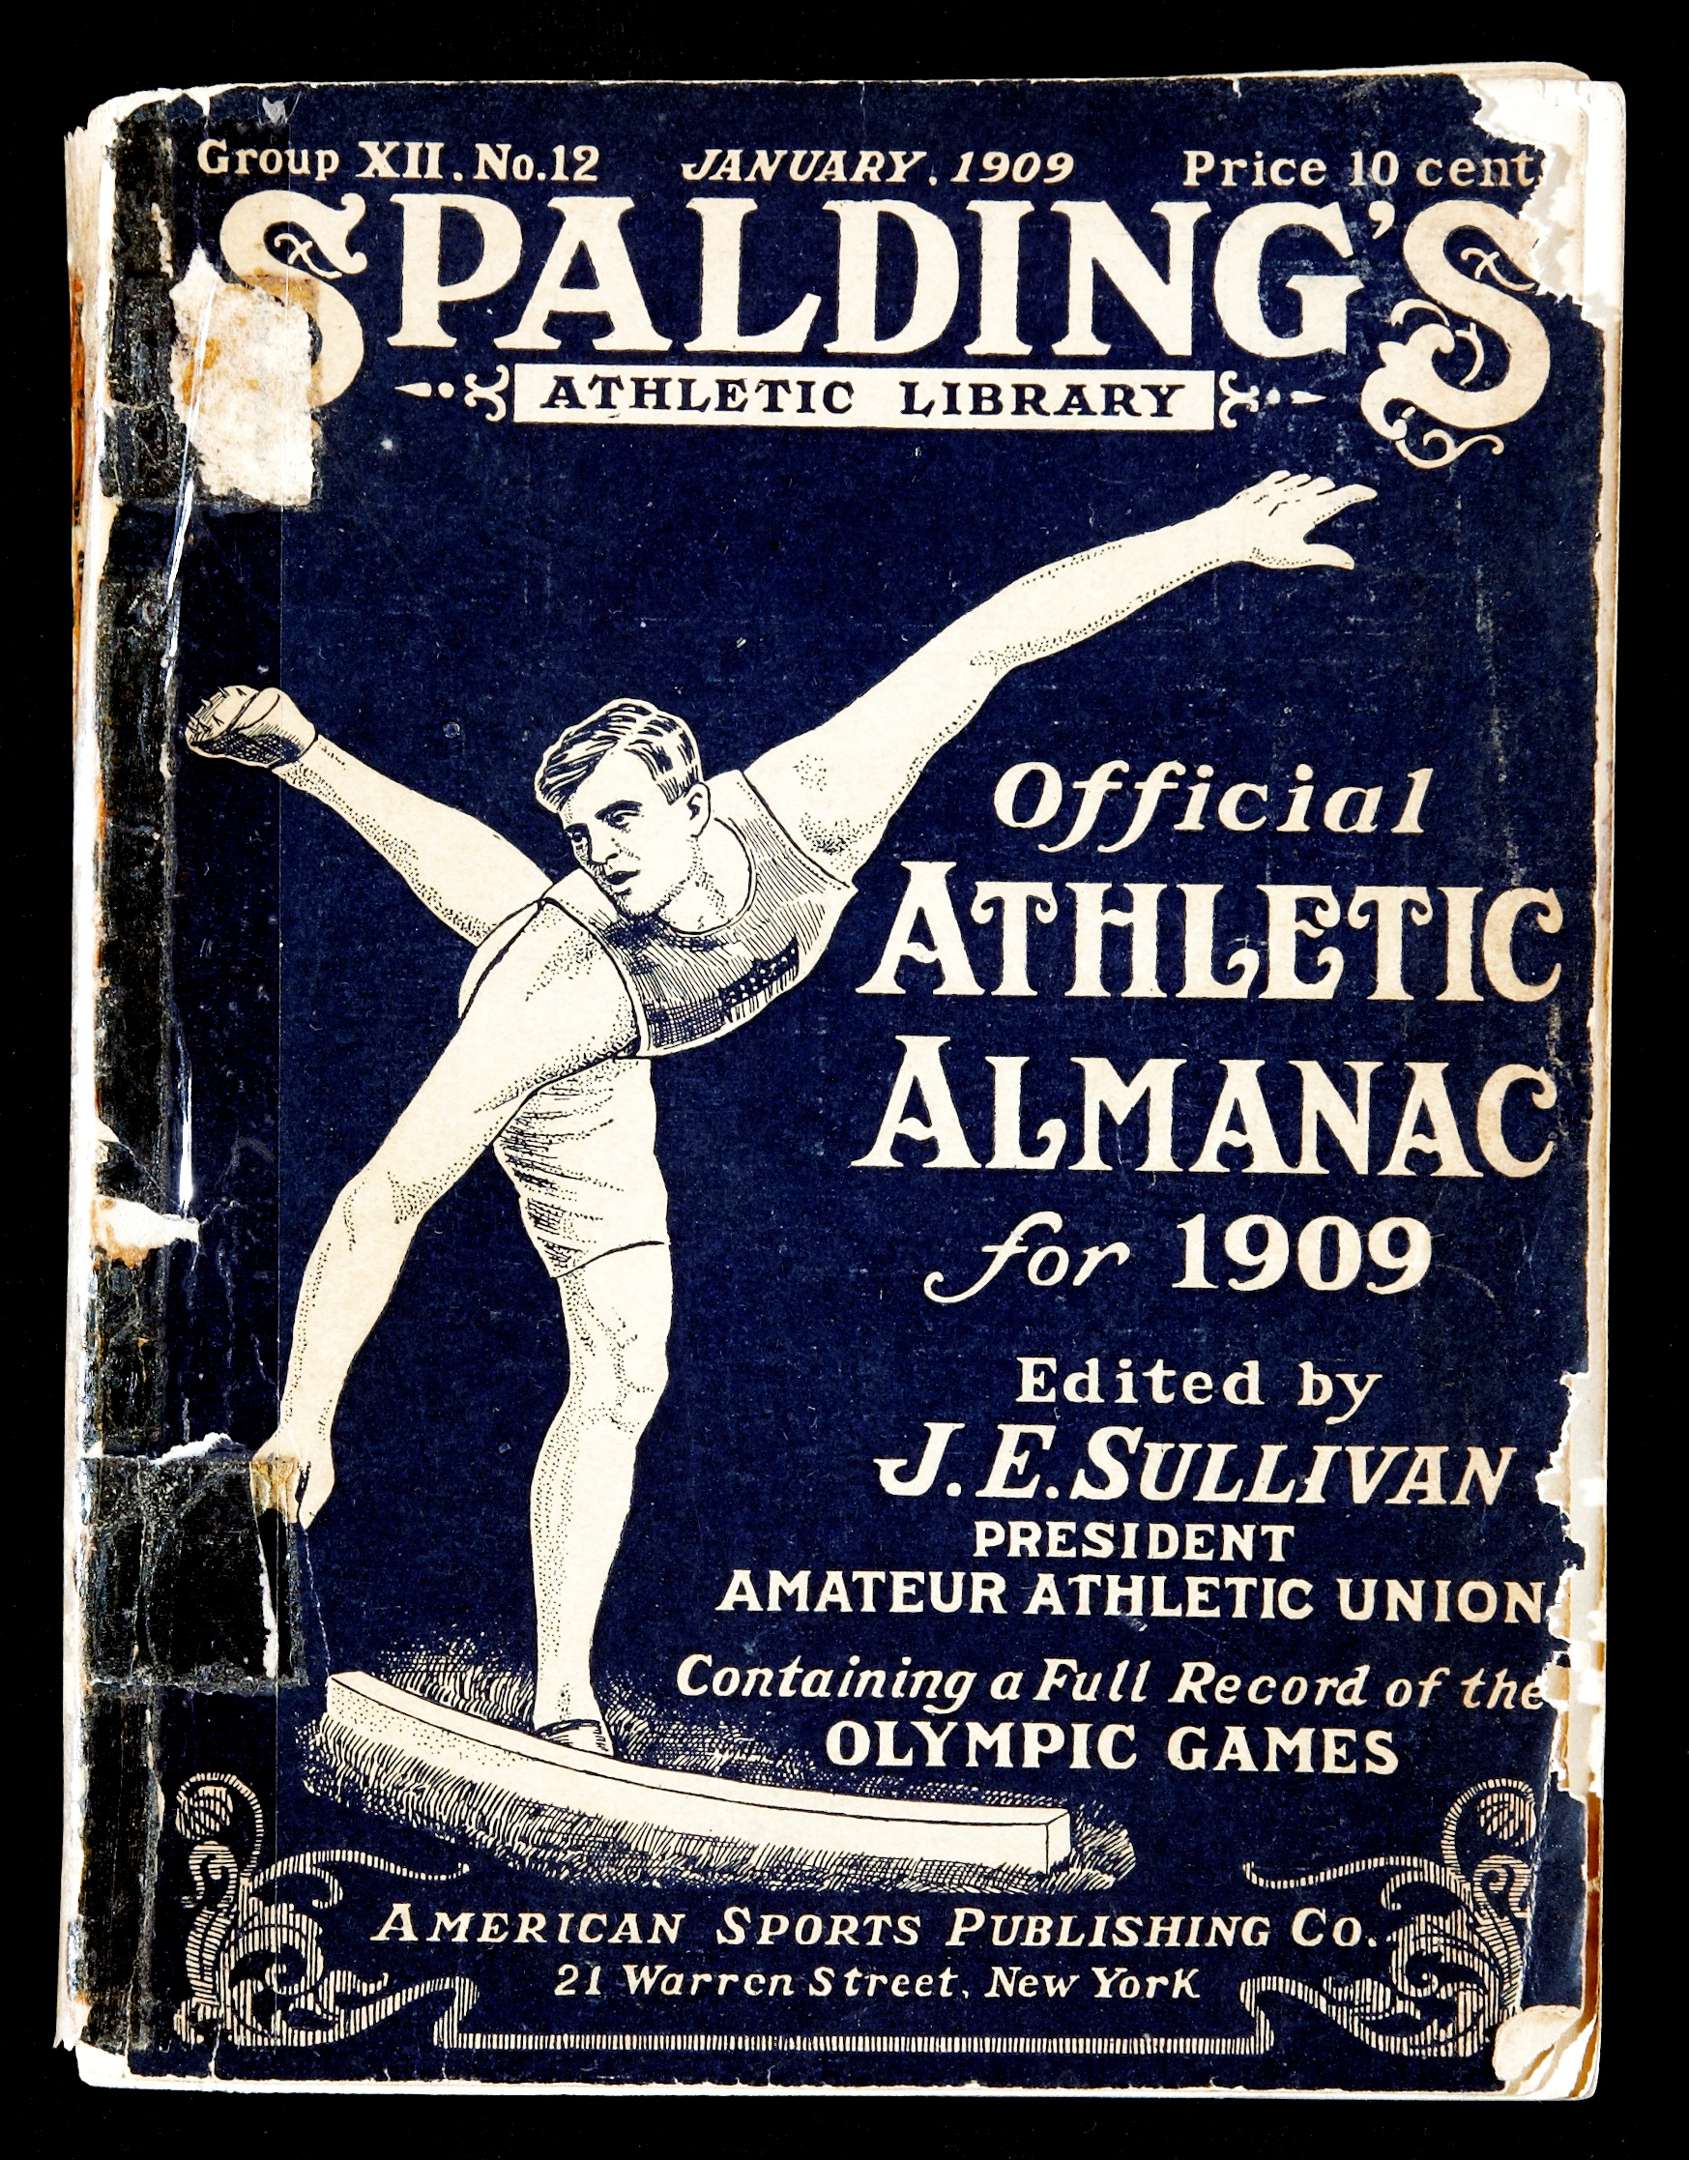 Group XII. No. 12 JANUARY, 1909 Price 10 cents
SPALDING'S
ATHLETIC LIBRARY
Official
ATHLETIC
ALMANAC
for 1909
Edited by
J. E. SULLIVAN
PRESIDENT
AMATEUR ATHLETIC UNION
Containing a Full Record of the
OLYMPIC GAMES
AMERICAN SPORTS PUBLISHING CO.
21 Warren Street, New York